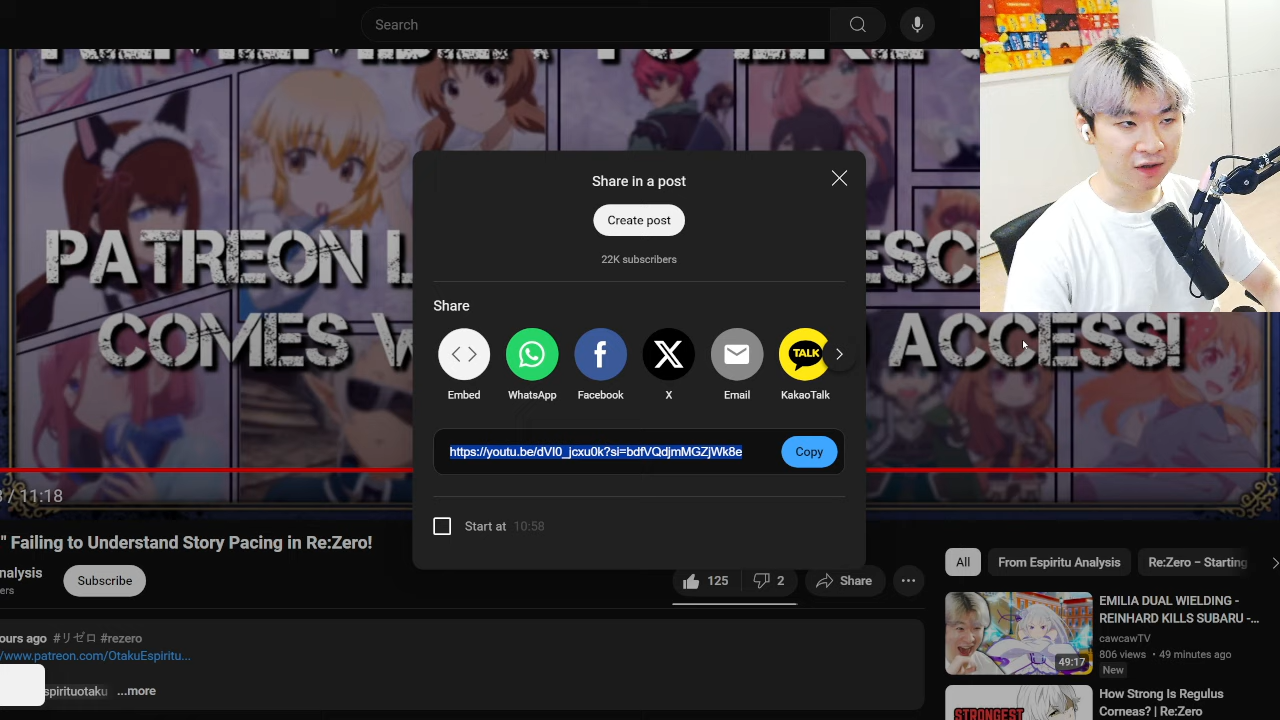 Search
PATREON L
ESC
COMES W
ACCESS!
Share in a post
Create post
22K subscribers
Share
TALK
Embed
WhatsApp
Facebook
X
Email
KakaoTalk
https://youtu.be/dVI0_jcxu0k?si=bdfVQdjmMGZjWk8e
Copy
Start at 10:58
/ 11:18
" Failing to Understand Story Pacing in Re:Zero!
nalysis
ers
Subscribe
125
2
Share
ours ago #リゼロ #rezero
/www.patreon.com/OtakuEspiritu...
spirituotaku ...more
All
From Espiritu Analysis
Re:Zero − Starting
EMILIA DUAL WIELDING -
REINHARD KILLS SUBARU -...
cawcawTV
806 views • 49 minutes ago
New
49:17
How Strong Is Regulus
Corneas? | Re:Zero
STRONGEST